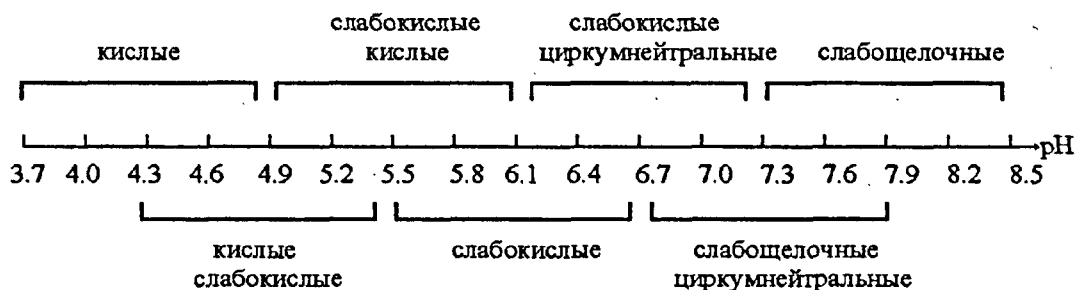 кислые
слабокислые
кислые
слабокислые
циркумнейтральные
слабощелочные
3.7 4.0 4.3 4.6 4.9 5.2 5.5 5.8 6.1 6.4 6.7 7.0 7.3 7.6 7.9 8.2 8.5
pH
кислые
слабокислые
слабокислые
слабощелочные
циркумнейтральные